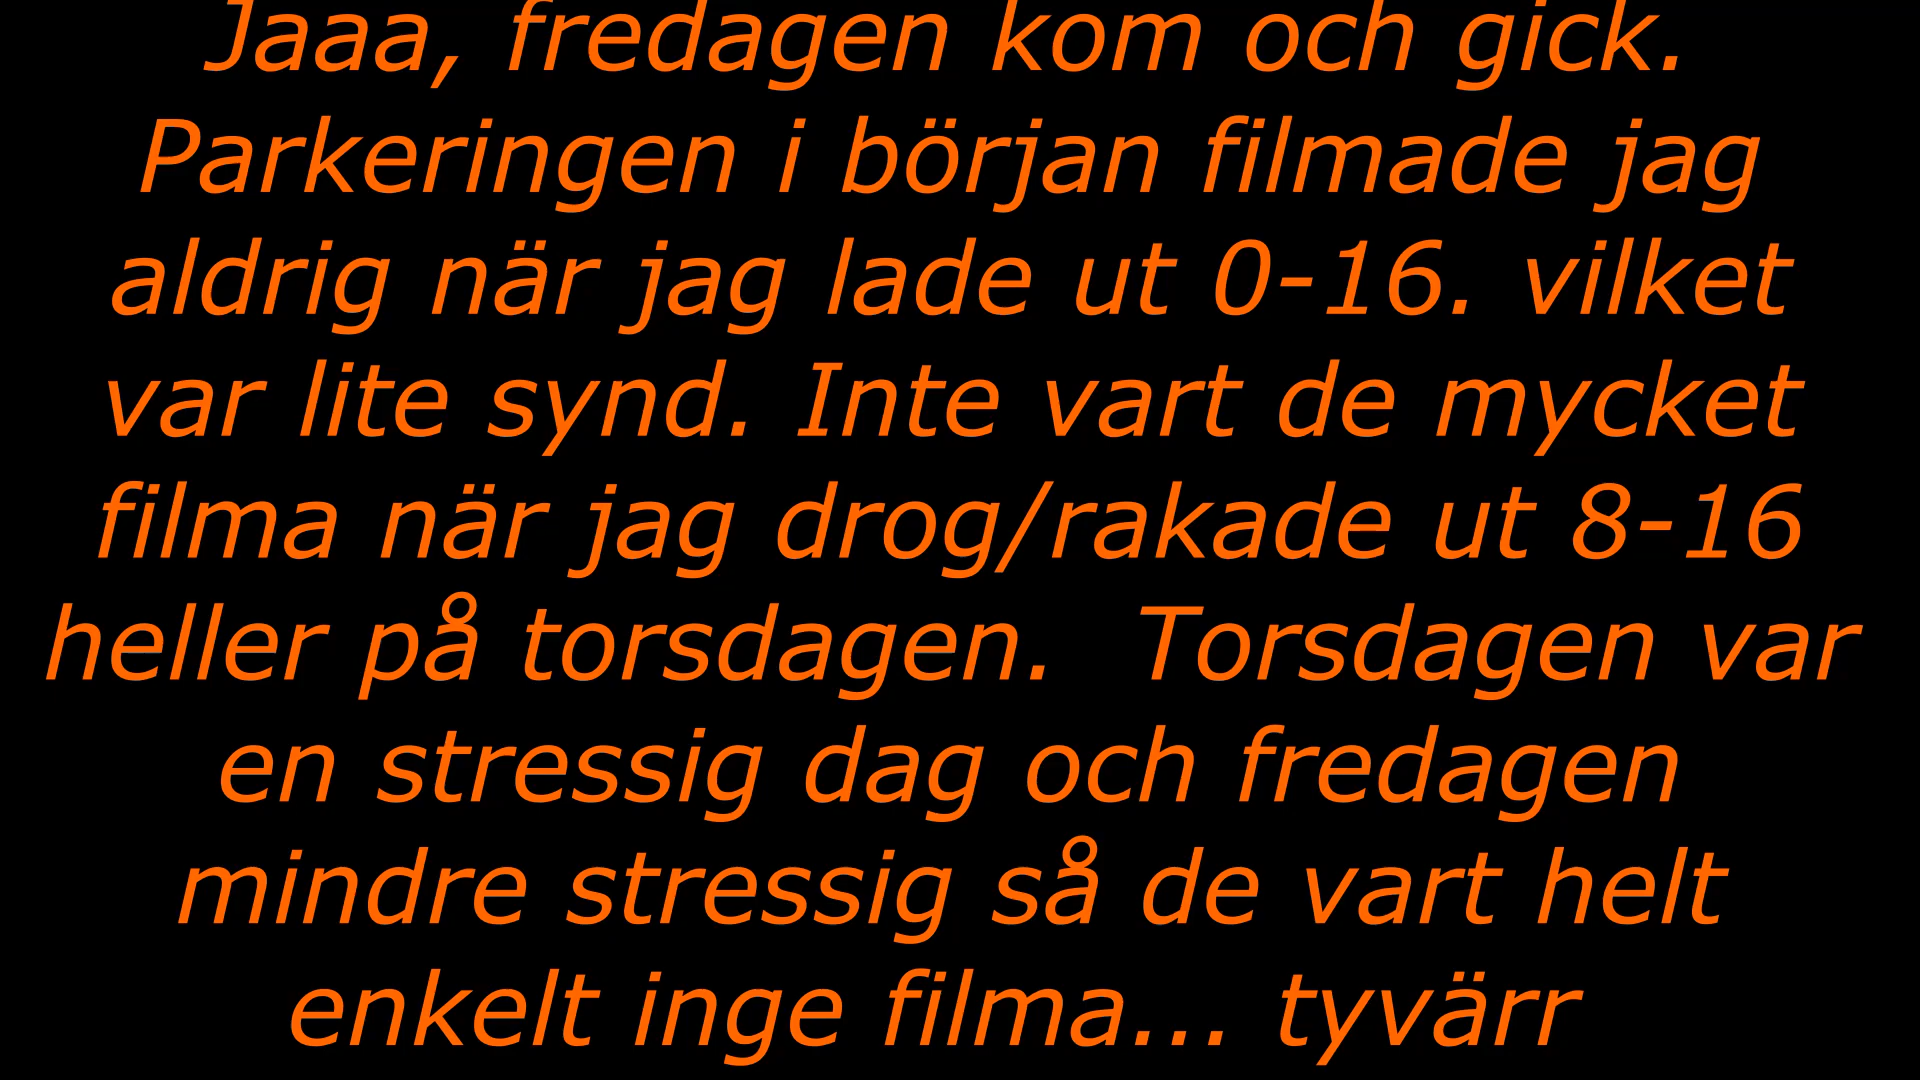 Jaaa, fredagen kom och gick.
Parkeringen i början filmade jag
aldrig när jag lade ut 0-16. vilket
var lite synd. Inte vart de mycket
filma när jag drog/rakade ut 8-16
heller på torsdagen.  Torsdagen var
en stressig dag och fredagen
mindre stressig så de vart helt
enkelt inge filma... tyvärr